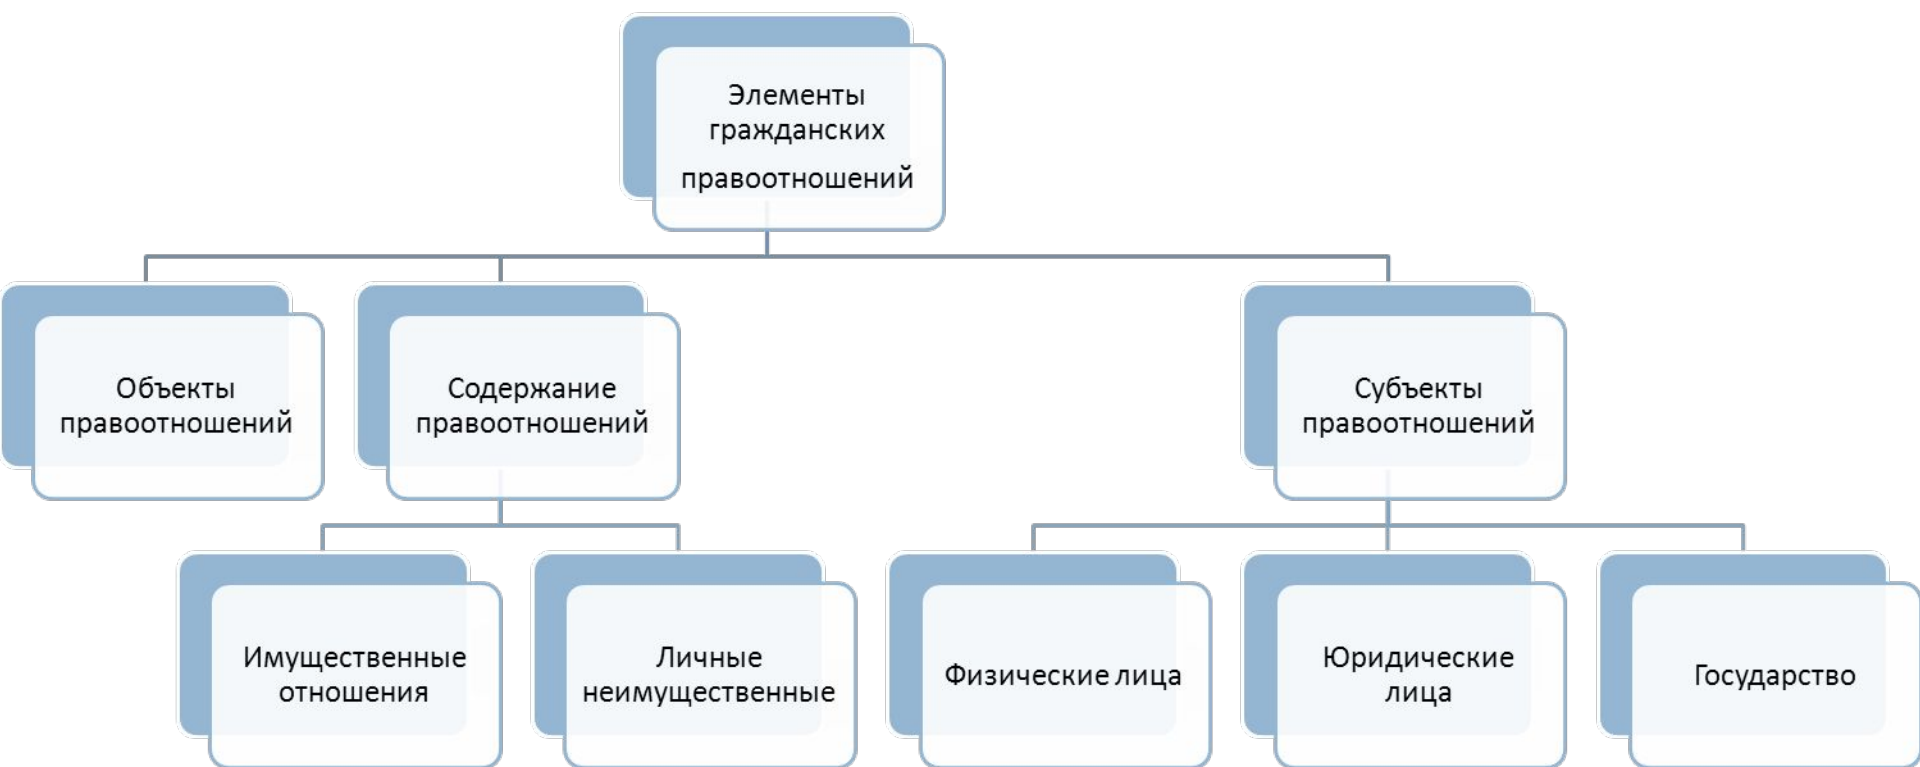 Элементы
гражданских
правоотношений
Объекты
правоотношений
Содержание
правоотношений
Субъекты
правоотношений
Имущественные
отношения
Личные
неимущественные
Физические лица
Юридические
лица
Государство